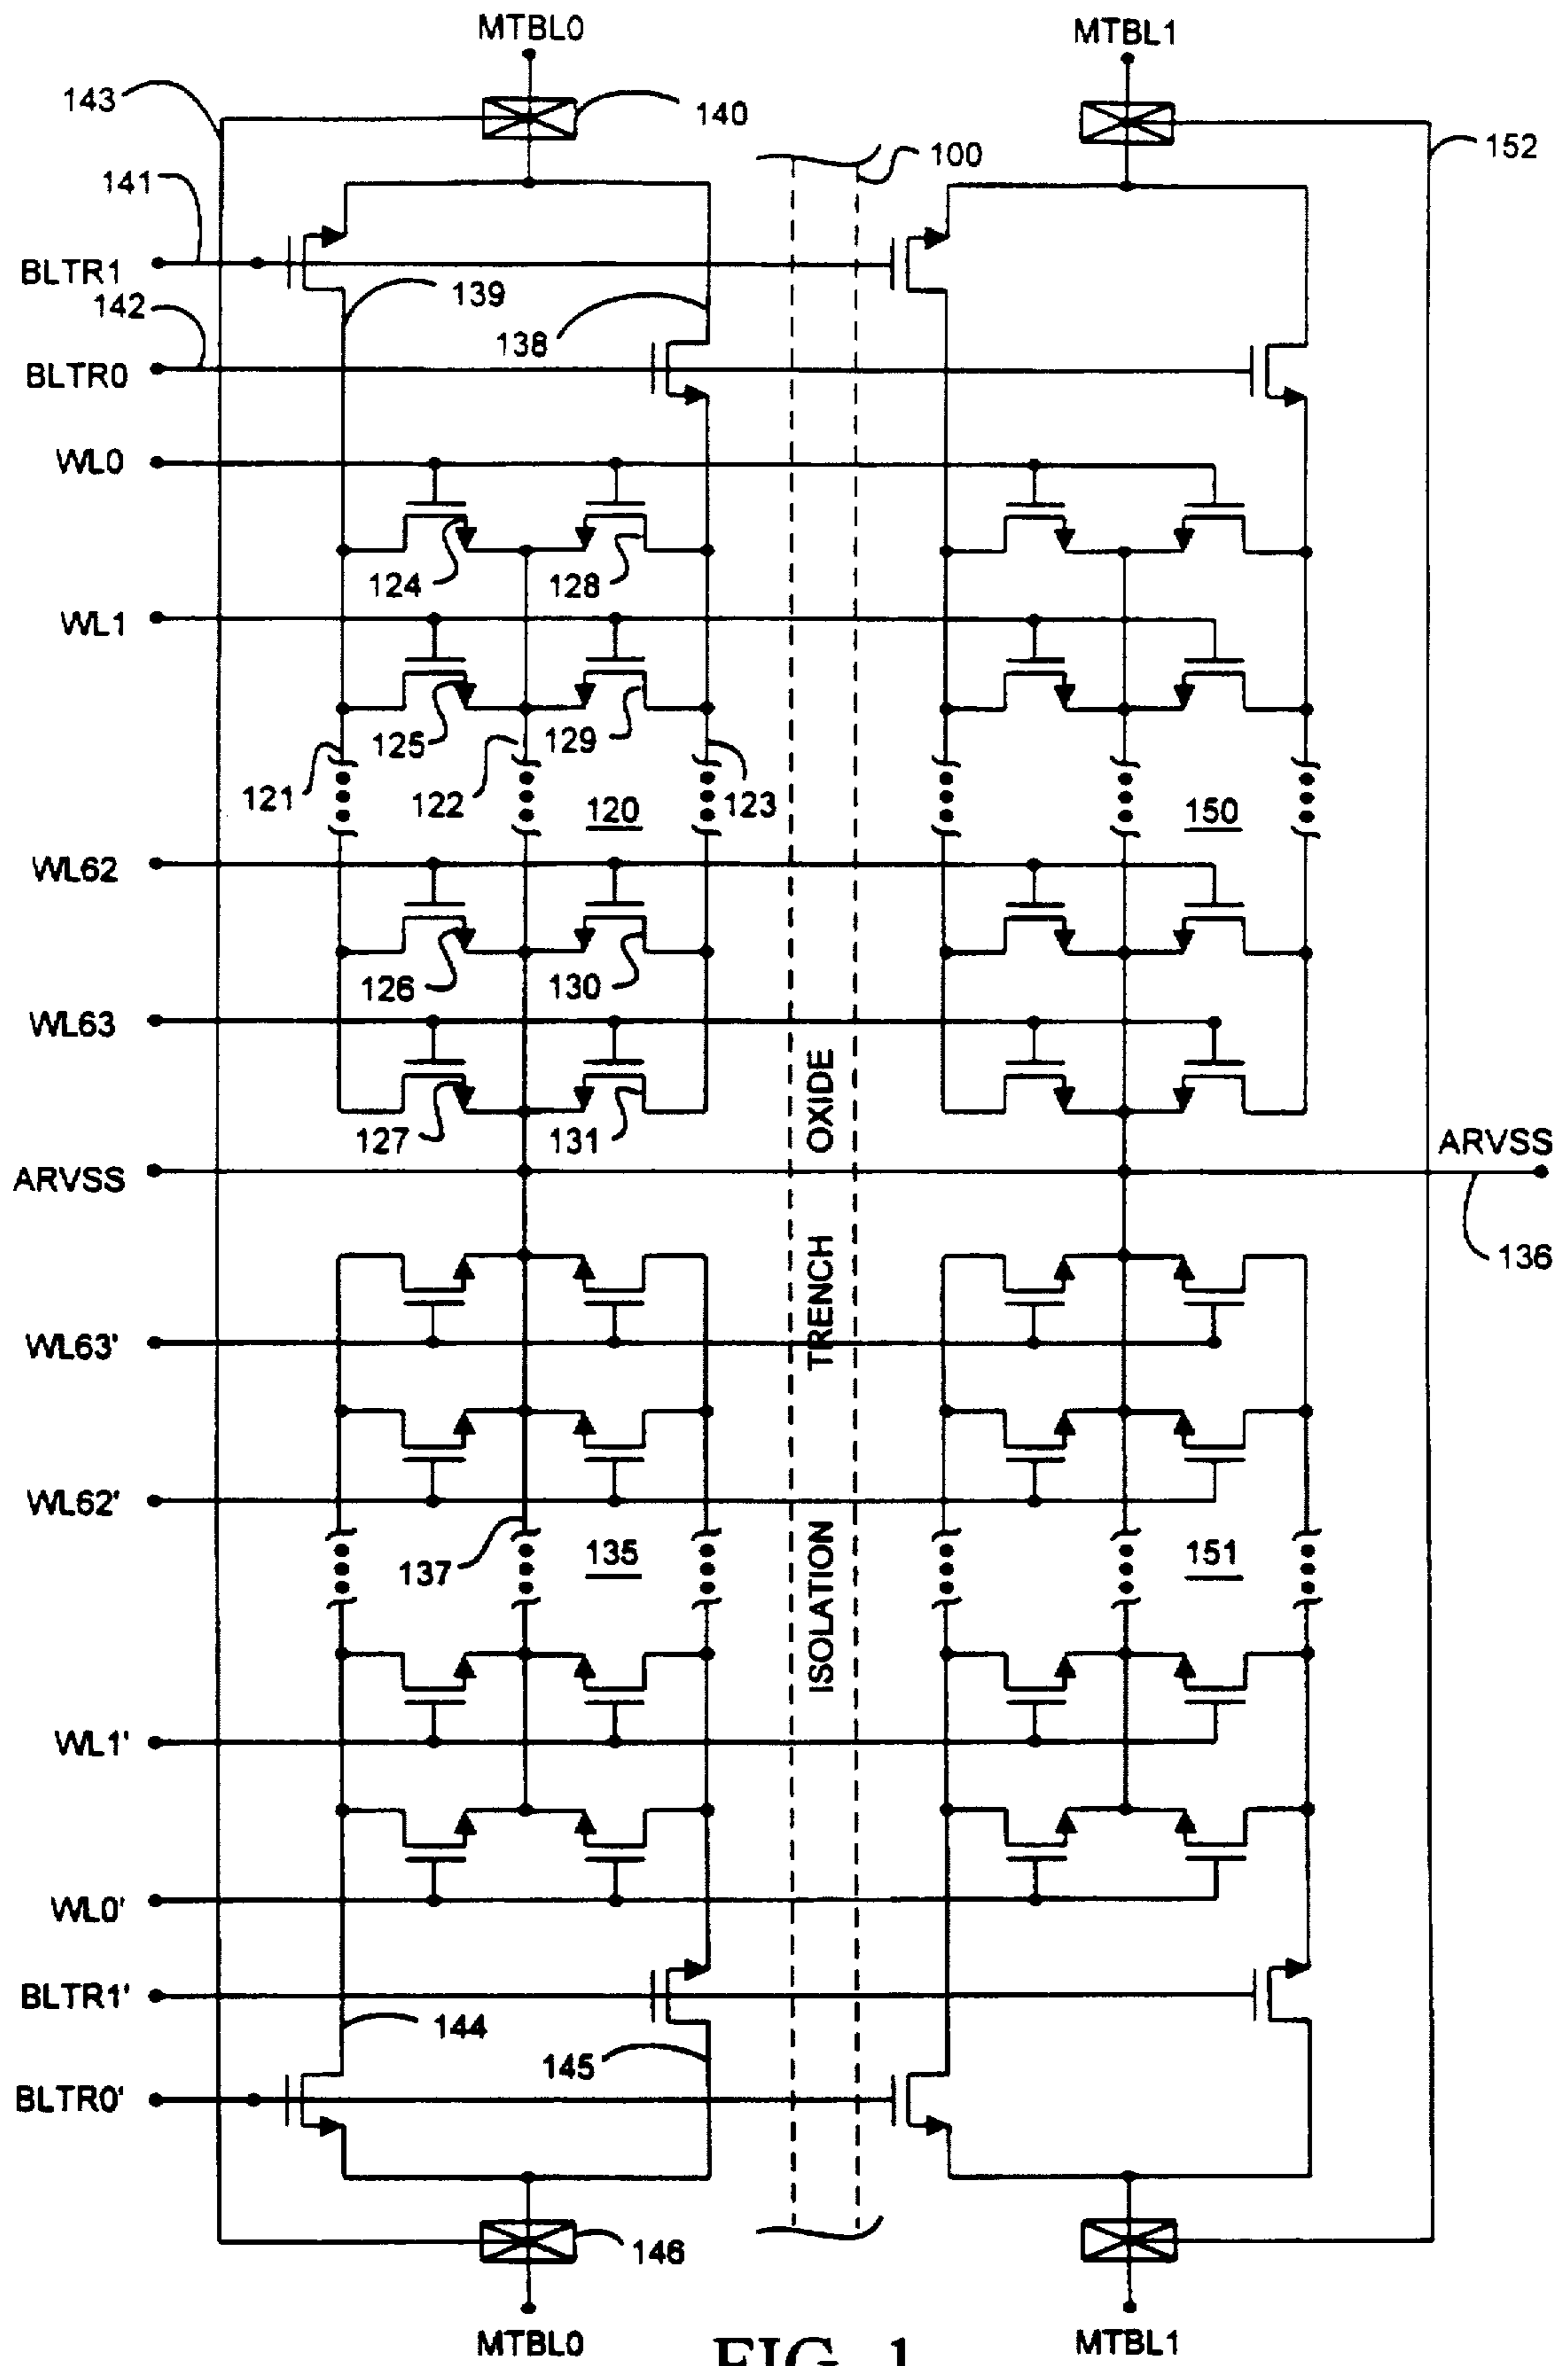 MTBL0
MTBL1
143
140
152
100
141
BLTR1
139
142
138
BLTR0
WL0
124
128
WL1
125
129
121
122
120
123
150
WL62
126
130
WL63
127
131
ARVSS
ARVSS
136
WL63'
WL62'
137
135
151
ISOLATION TRENCH OXIDE
WL1'
WL0'
BLTR1'
144
145
BLTR0'
146
MTBL0
MTBL1
FIG. 1